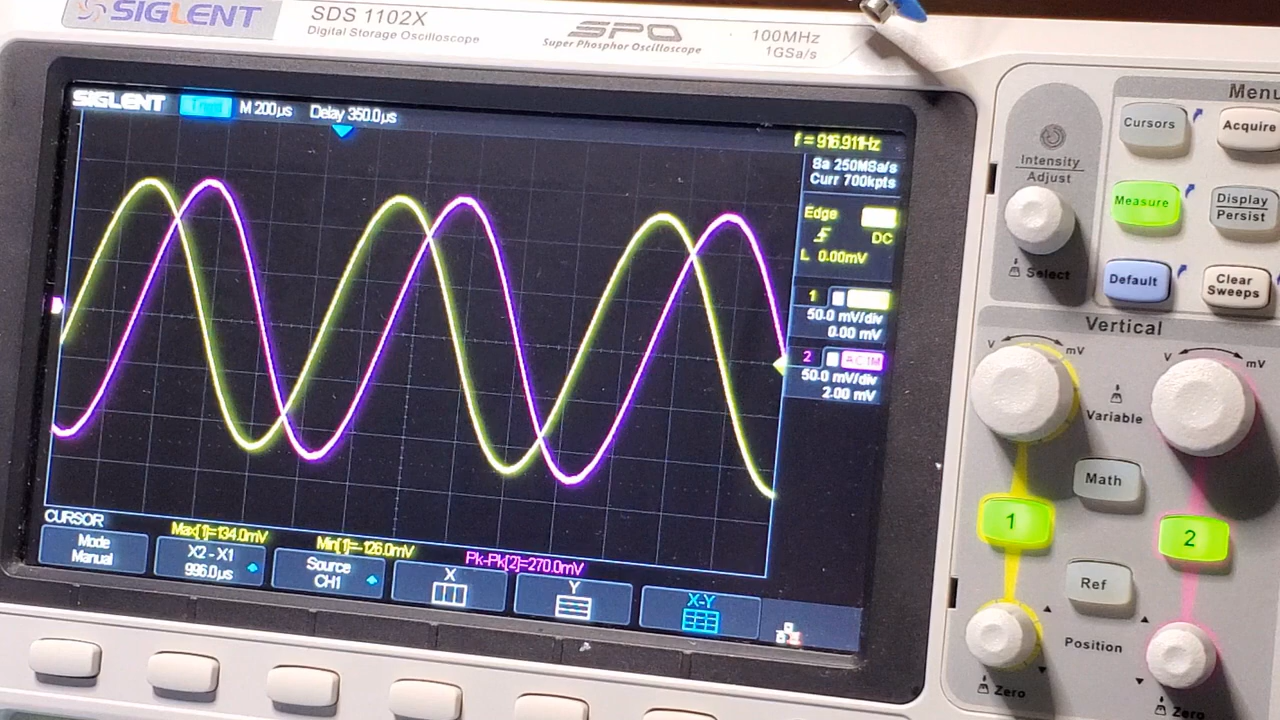 SIGLENT
SDS 1102X
Digital Storage Oscilloscope
SPO
Super Phosphor Oscilloscope
100MHz
1GSa/s
SIGLENT
M 200µs
Delay 350.0µs
f = 916.911Hz
Sa 250MSa/s
Curr 700kpts
Edge
DC
L 0.00mV
1
50.0 mV/div
0.00 mV
2
AC1M
50.0 mV/div
2.00 mV
CURSOR
Max[1]=134.0mV
Min[1]=-126.0mV
Pk-Pk[2]=270.0mV
Mode
Manual
X2 - X1
996.0µs
Source
CH1
X
Y
X-Y
Intensity
Adjust
Select
Menu
Cursors
Acquire
Measure
Display
Persist
Default
Clear
Sweeps
Vertical
V
mV
V
mV
Variable
Math
1
2
Ref
Position
Zero
Zero